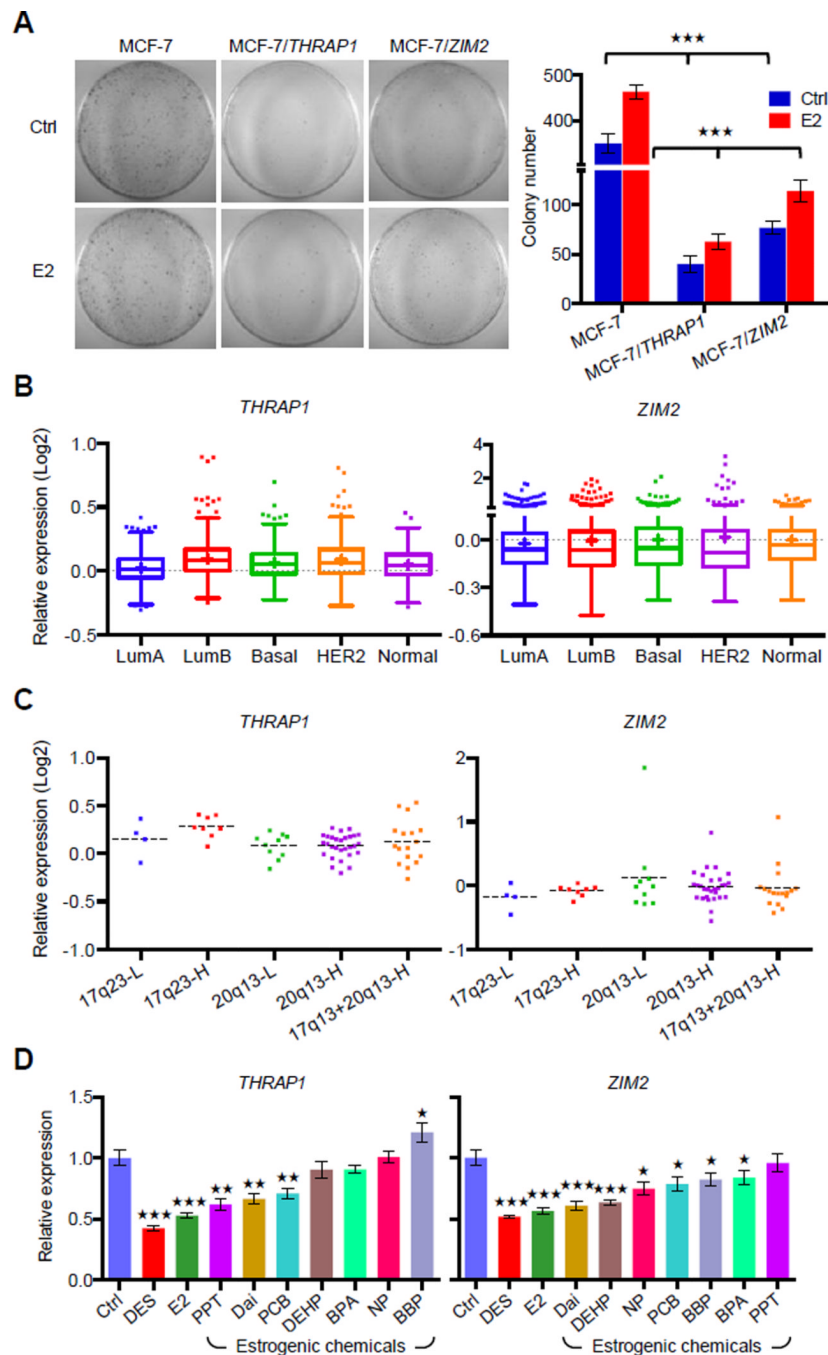 A
MCF-7 MCF-7/THRAP1 MCF-7/ZIM2
Ctrl
E2
★★★
Ctrl
E2
★★★
Colony number
500
400
100
50
0
MCF-7
MCF-7/THRAP1
MCF-7/ZIM2
B
THRAP1
Relative expression (Log2)
1.0
0.5
0.0
-0.5
LumA LumB Basal HER2 Normal
ZIM2
4
2
0.0
-0.3
-0.6
LumA LumB Basal HER2 Normal
C
THRAP1
Relative expression (Log2)
1.0
0.5
0.0
-0.5
-1.0
17q23-L
17q23-H
20q13-L
20q13-H
17q13+20q13-H
ZIM2
2
1
0
-1
17q23-L
17q23-H
20q13-L
20q13-H
17q13+20q13-H
D
THRAP1
Relative expression
1.5
1.0
0.5
0.0
★★★ ★★★ ★★ ★★ ★★ ★
Ctrl
DES
E2
PPT
Dai
PCB
DEHP
BPA
NP
BBP
Estrogenic chemicals
ZIM2
★★★ ★★★ ★★★ ★★★ ★ ★ ★ ★
Ctrl
DES
E2
Dai
DEHP
NP
PCB
BBP
BPA
PPT
Estrogenic chemicals